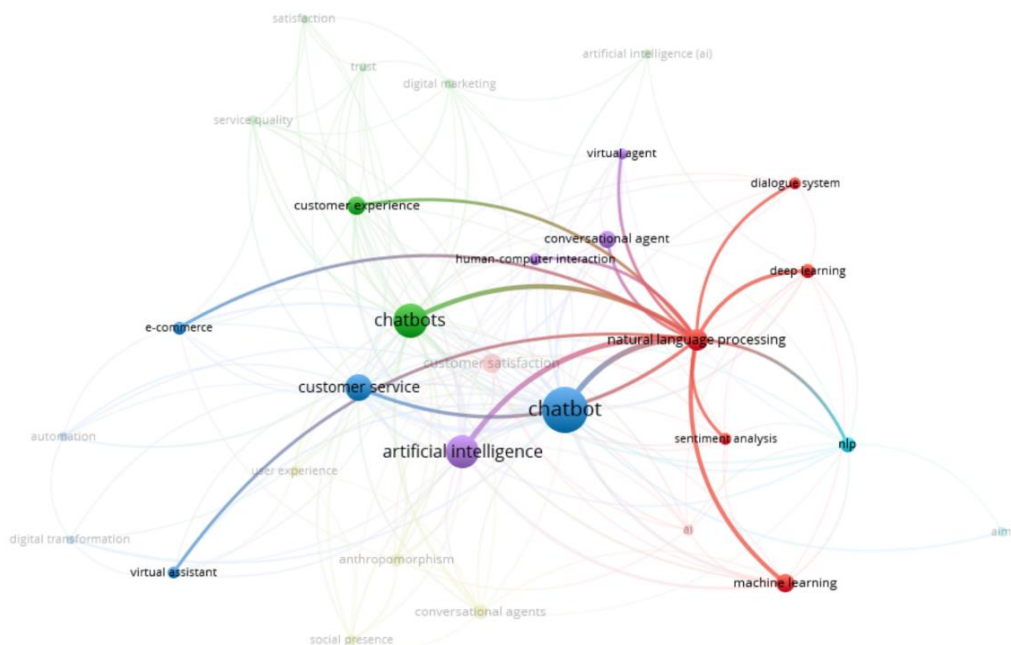 satisfaction
artificial intelligence (ai)
trust
digital marketing
service quality
virtual agent
dialogue system
customer experience
conversational agent
human-computer interaction
deep learning
chatbots
e-commerce
natural language processing
customer satisfaction
customer service
chatbot
automation
sentiment analysis
nlp
artificial intelligence
user experience
ai
aiml
digital transformation
anthropomorphism
virtual assistant
machine learning
conversational agents
social presence